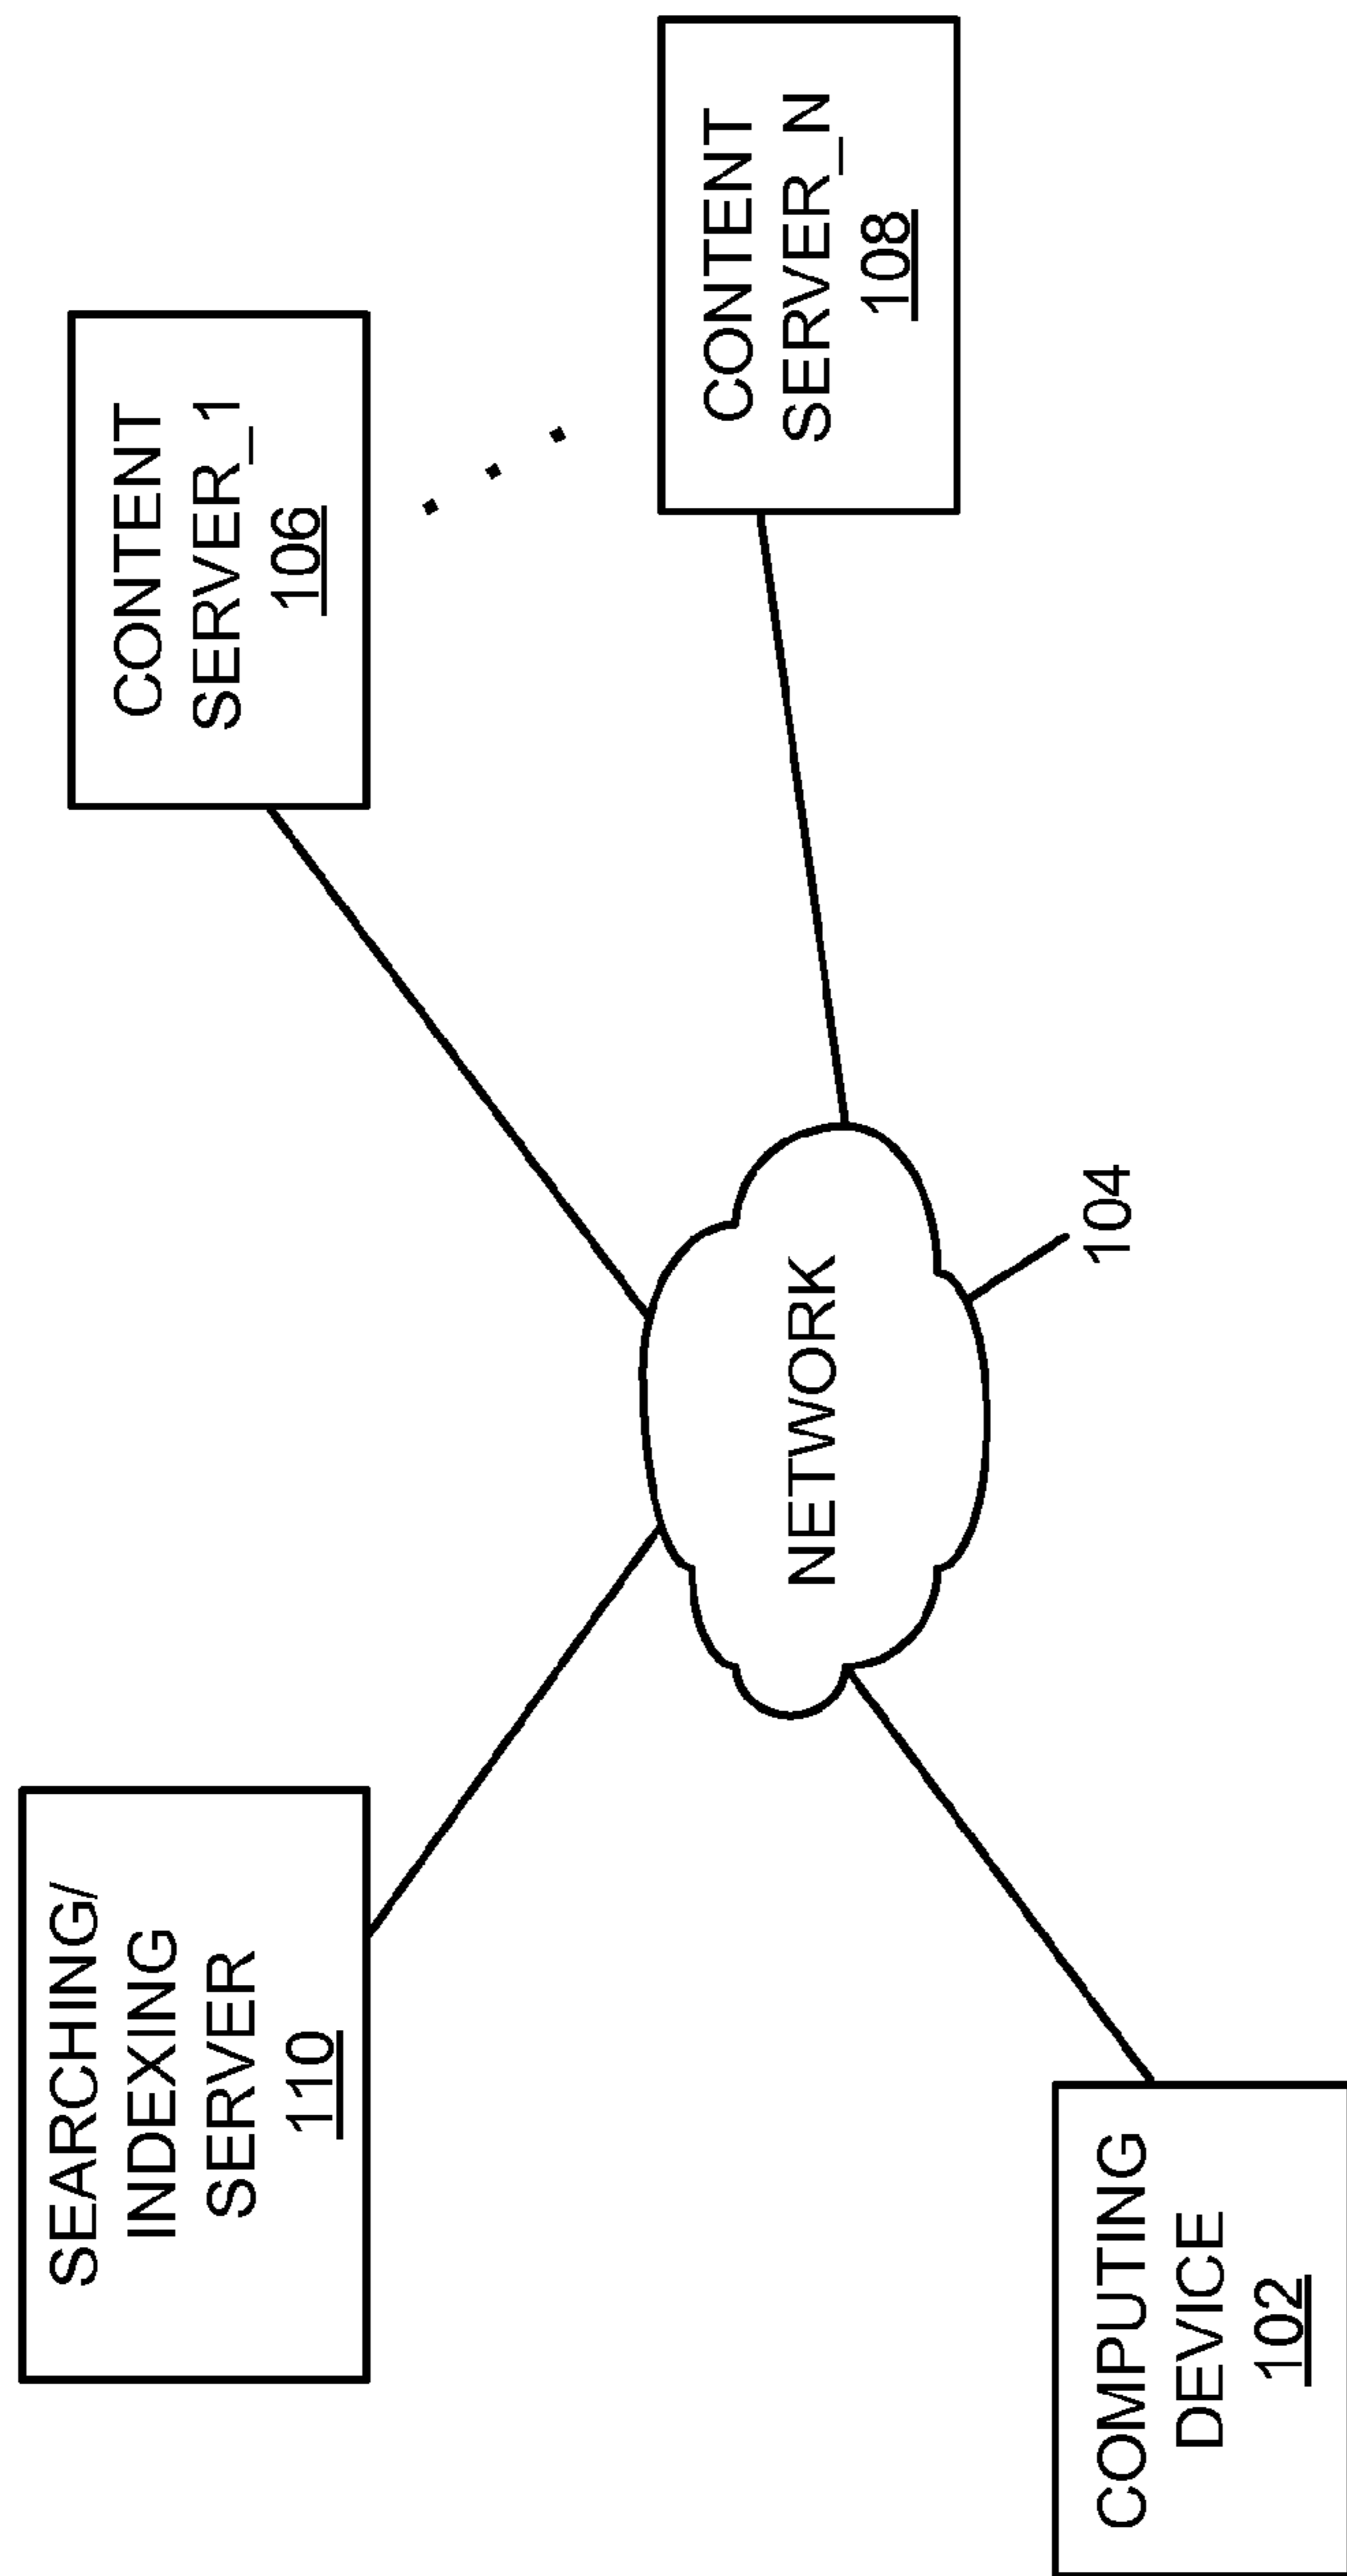 SEARCHING/
INDEXING
SERVER
110
CONTENT
SERVER_1
106
NETWORK
104
COMPUTING
DEVICE
102
CONTENT
SERVER_N
108